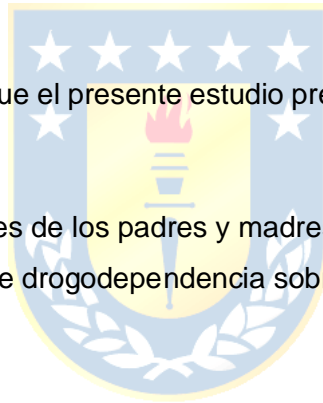 ue el presente estudio pre
es de los padres y madre
e drogodependencia sob